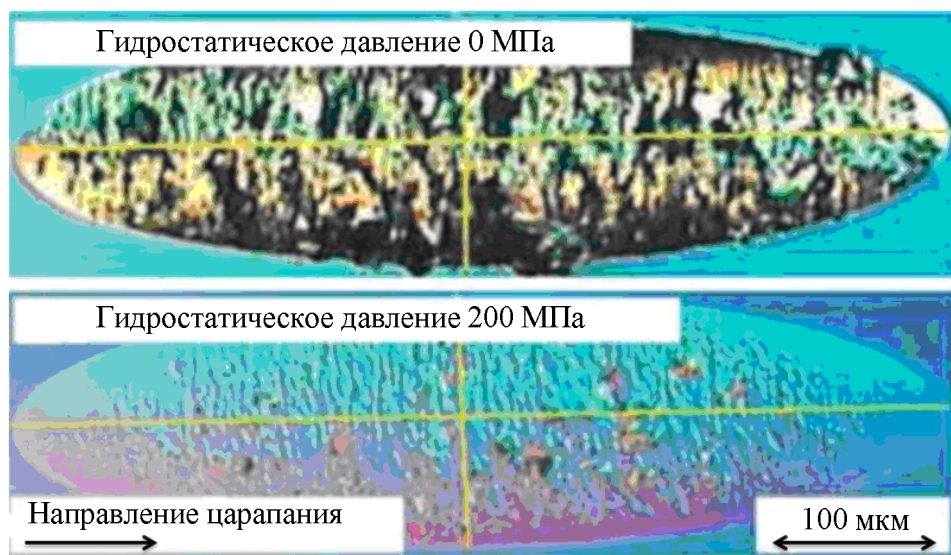 Гидростатическое давление 0 МПа
Гидростатическое давление 200 МПа
Направление царапания
100 мкм